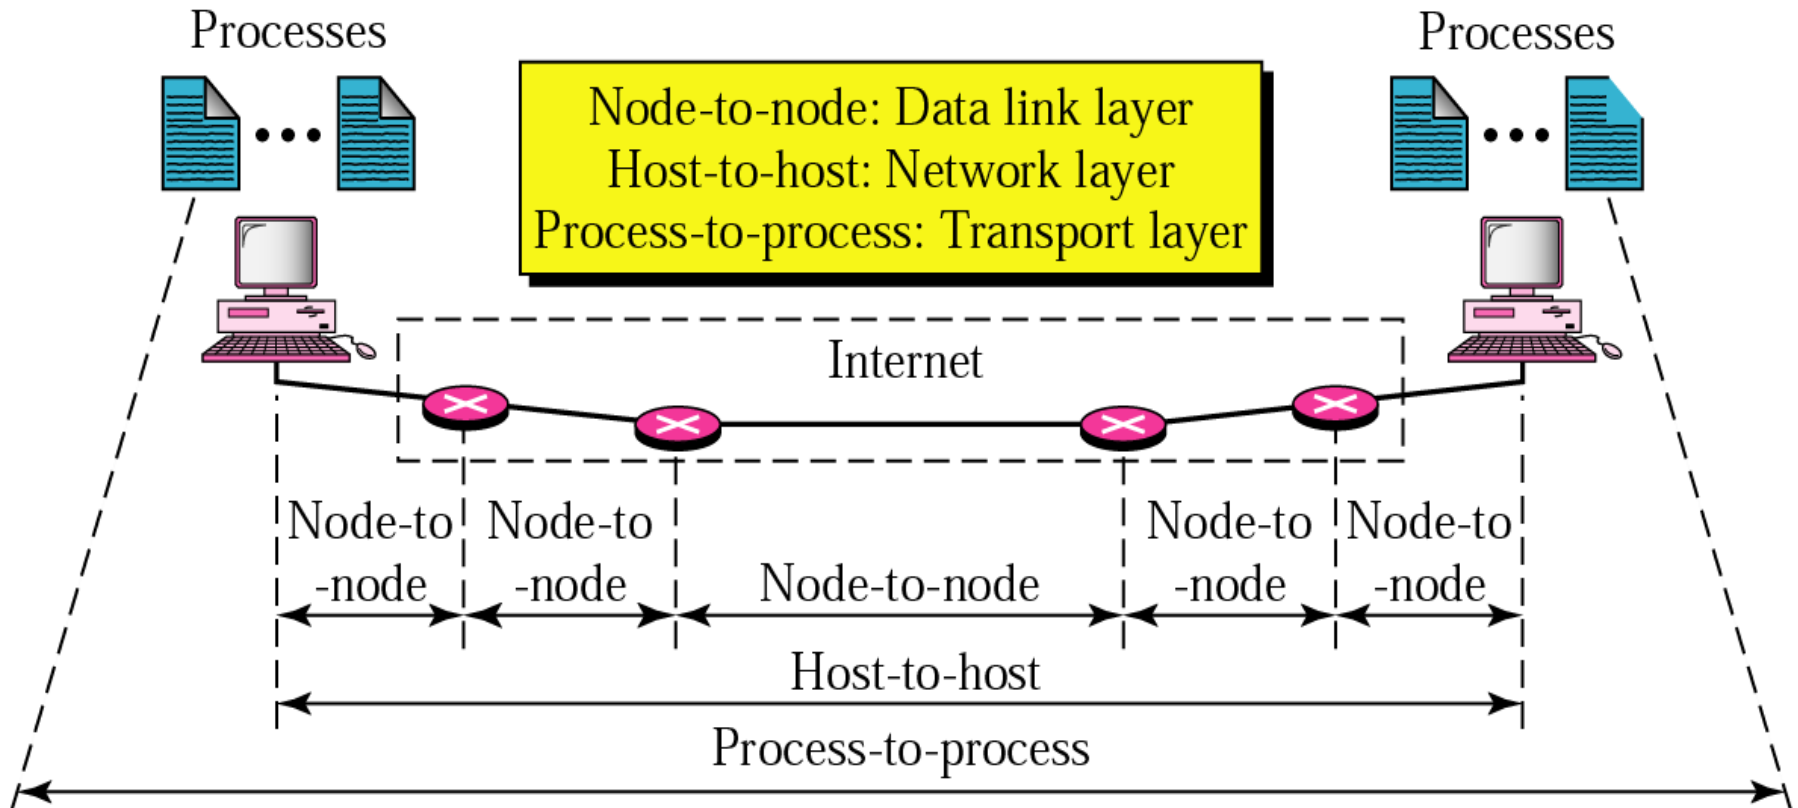 Processes
Processes
Node-to-node: Data link layer
Host-to-host: Network layer
Process-to-process: Transport layer
Internet
Node-to
-node
Node-to
-node
Node-to-node
Node-to
-node
Node-to
-node
Host-to-host
Process-to-process